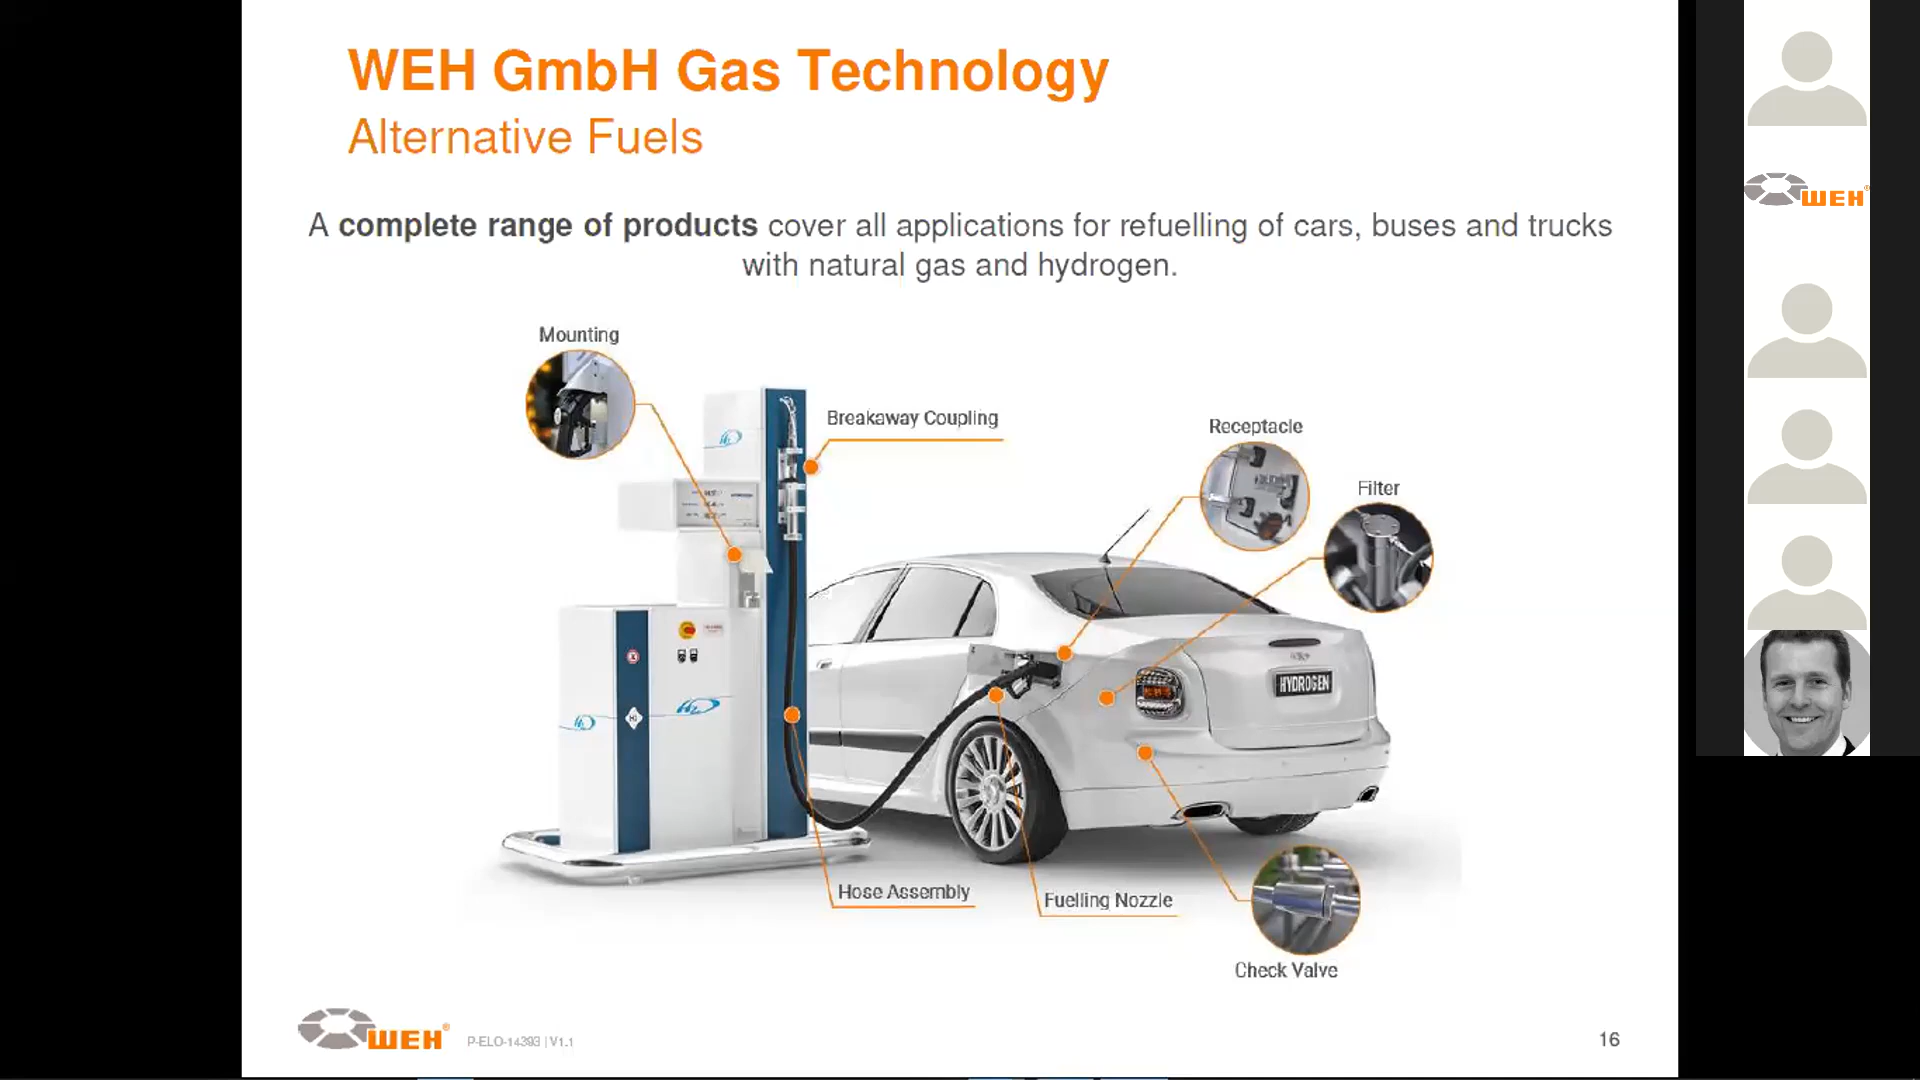 WEH GmbH Gas Technology
Alternative Fuels
A complete range of products cover all applications for refuelling of cars, buses and trucks
with natural gas and hydrogen.
Mounting
Breakaway Coupling
Receptacle
Filter
HYDROGEN
Hose Assembly
Fuelling Nozzle
Check Valve
WEH®
P-ELO-14393 | V1.1
16
WEH®